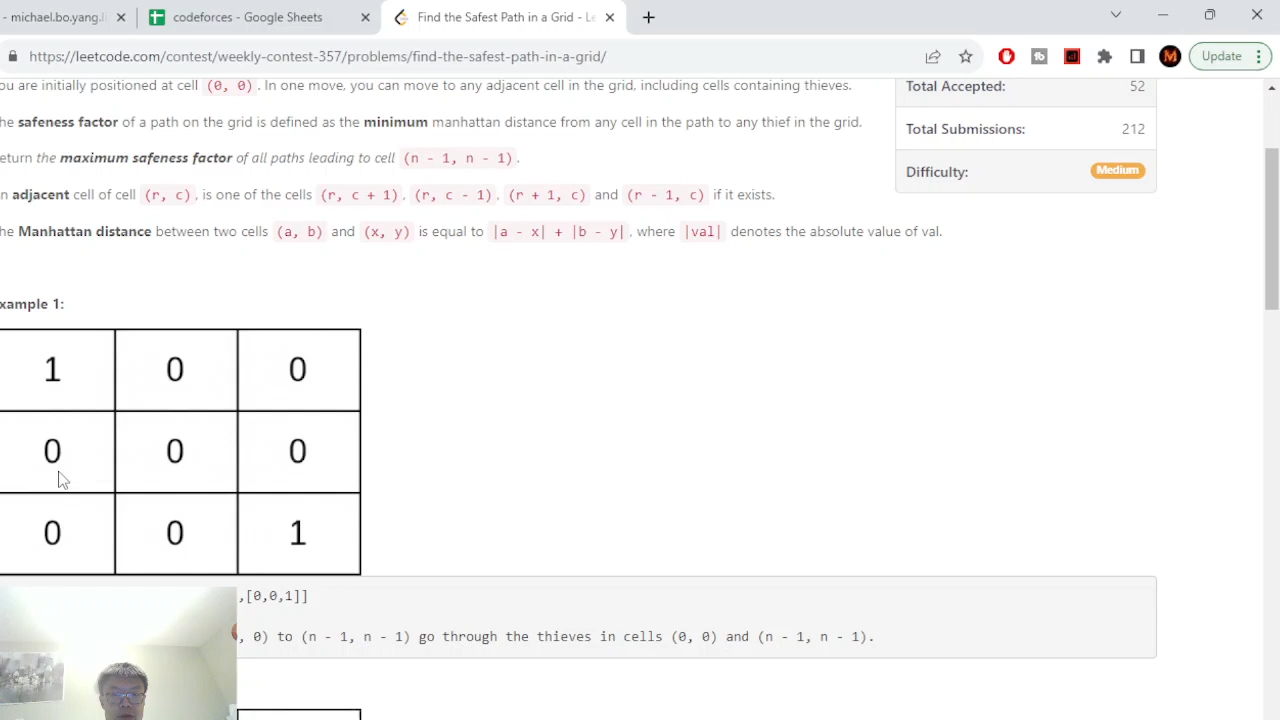 - michael.bo.yang.
codeforces - Google Sheets
Find the Safest Path in a Grid - Le
Update
https://leetcode.com/contest/weekly-contest-357/problems/find-the-safest-path-in-a-grid/
ou are initially positioned at cell (0, 0). In one move, you can move to any adjacent cell in the grid, including cells containing thieves.
he safeness factor of a path on the grid is defined as the minimum manhattan distance from any cell in the path to any thief in the grid.
eturn the maximum safeness factor of all paths leading to cell (n - 1, n - 1).
n adjacent cell of cell (r, c), is one of the cells (r, c + 1), (r, c - 1), (r + 1, c) and (r - 1, c) if it exists.
he Manhattan distance between two cells (a, b) and (x, y) is equal to |a - x| + |b - y|, where |val| denotes the absolute value of val.
Total Accepted: 52
Total Submissions: 212
Difficulty: Medium
xample 1:
1 0 0
0 0 0
0 0 1
,[0,0,1]]
, 0) to (n - 1, n - 1) go through the thieves in cells (0, 0) and (n - 1, n - 1).